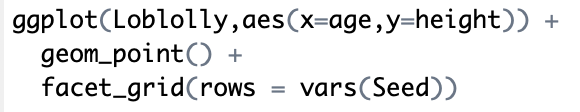 ggplot(Loblolly,aes(x=age,y=height)) +
  geom_point() +
  facet_grid(rows = vars(Seed))